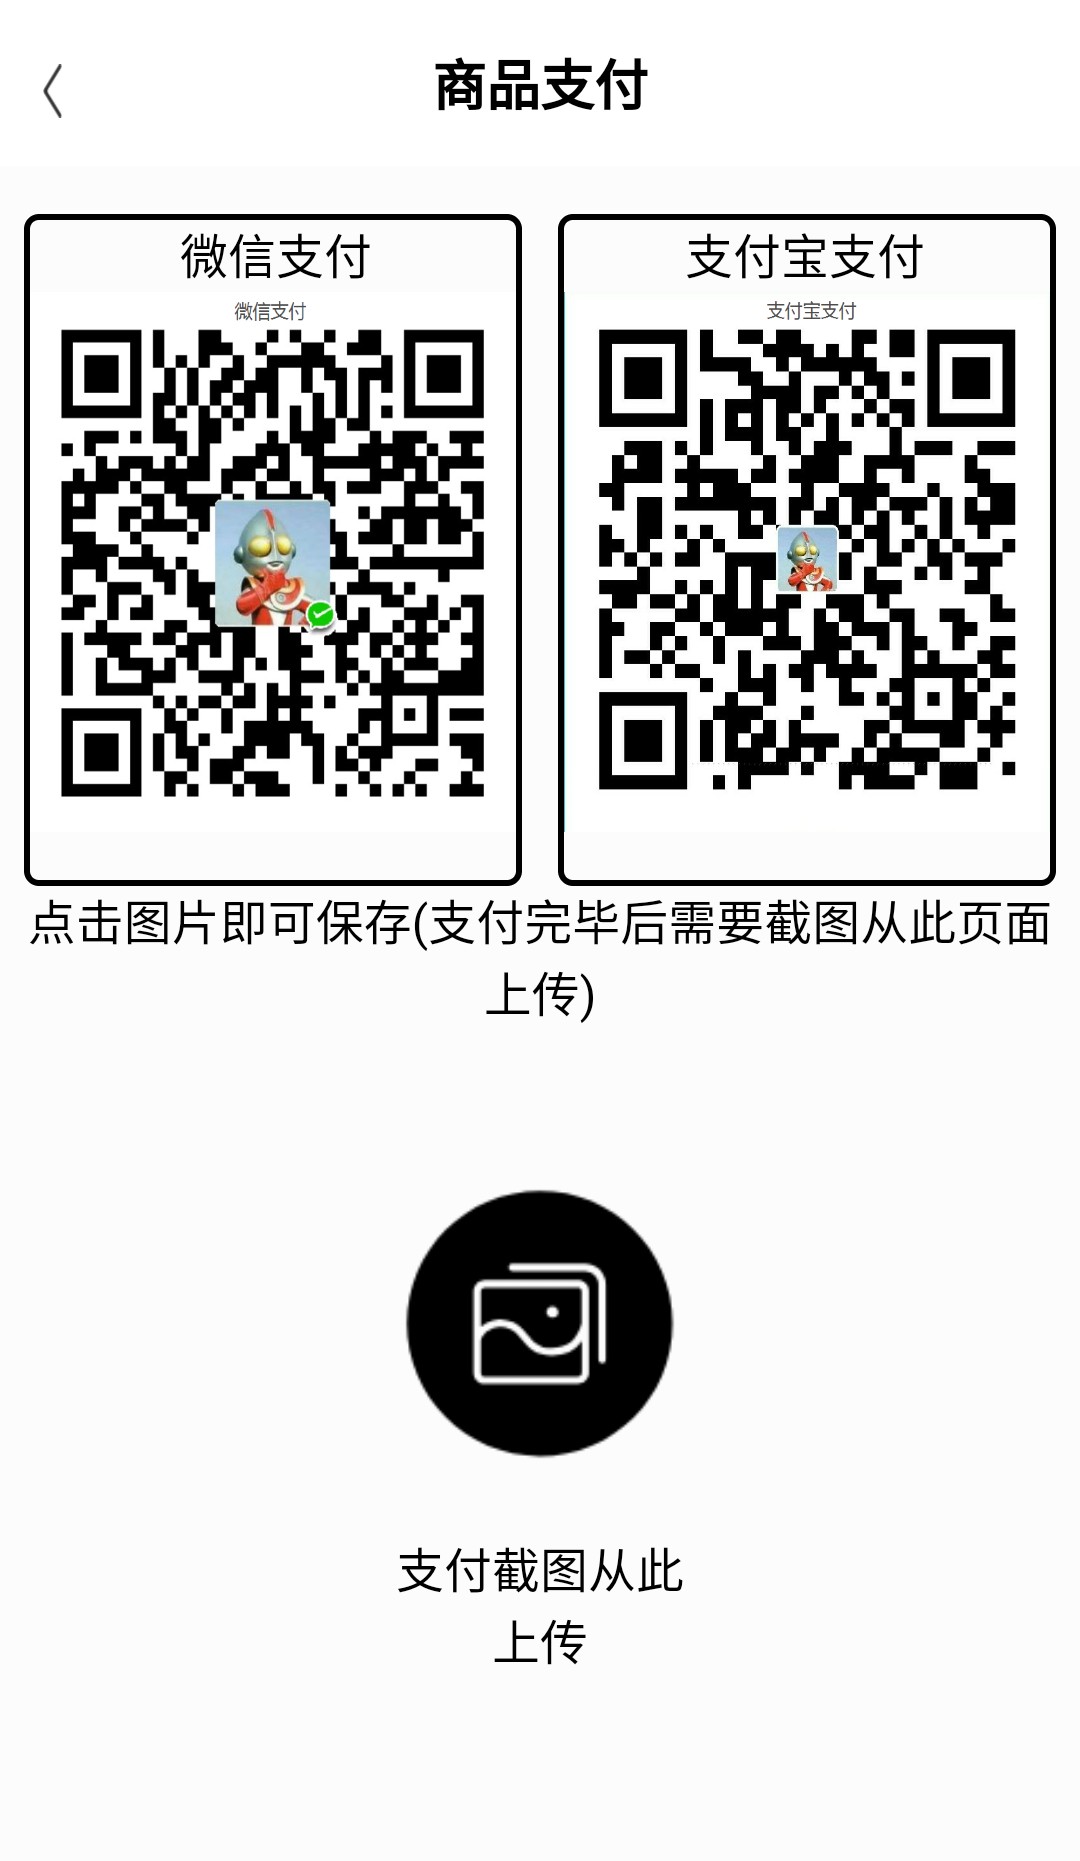 商品支付
微信支付
微信支付
支付宝支付
支付宝支付
点击图片即可保存(支付完毕后需要截图从此页面
上传)
支付截图从此
上传